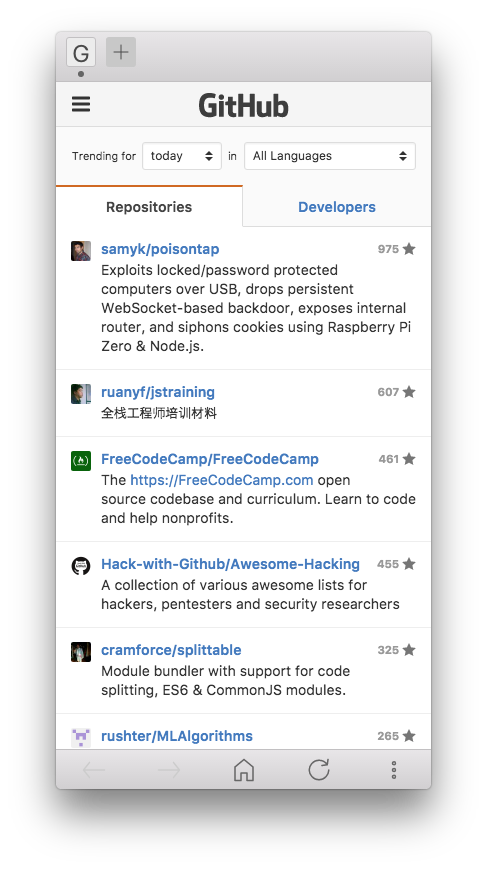 G
GitHub
Trending for today in All Languages
Repositories Developers
samyk/poisontap 975
Exploits locked/password protected
computers over USB, drops persistent
WebSocket-based backdoor, exposes internal
router, and siphons cookies using Raspberry Pi
Zero & Node.js.
ruanyf/jstraining 607
全栈工程师培训材料
FreeCodeCamp/FreeCodeCamp 461
The https://FreeCodeCamp.com open
source codebase and curriculum. Learn to code
and help nonprofits.
Hack-with-Github/Awesome-Hacking 455
A collection of various awesome lists for
hackers, pentesters and security researchers
cramforce/splittable 325
Module bundler with support for code
splitting, ES6 & CommonJS modules.
rushter/MLAlgorithms 265